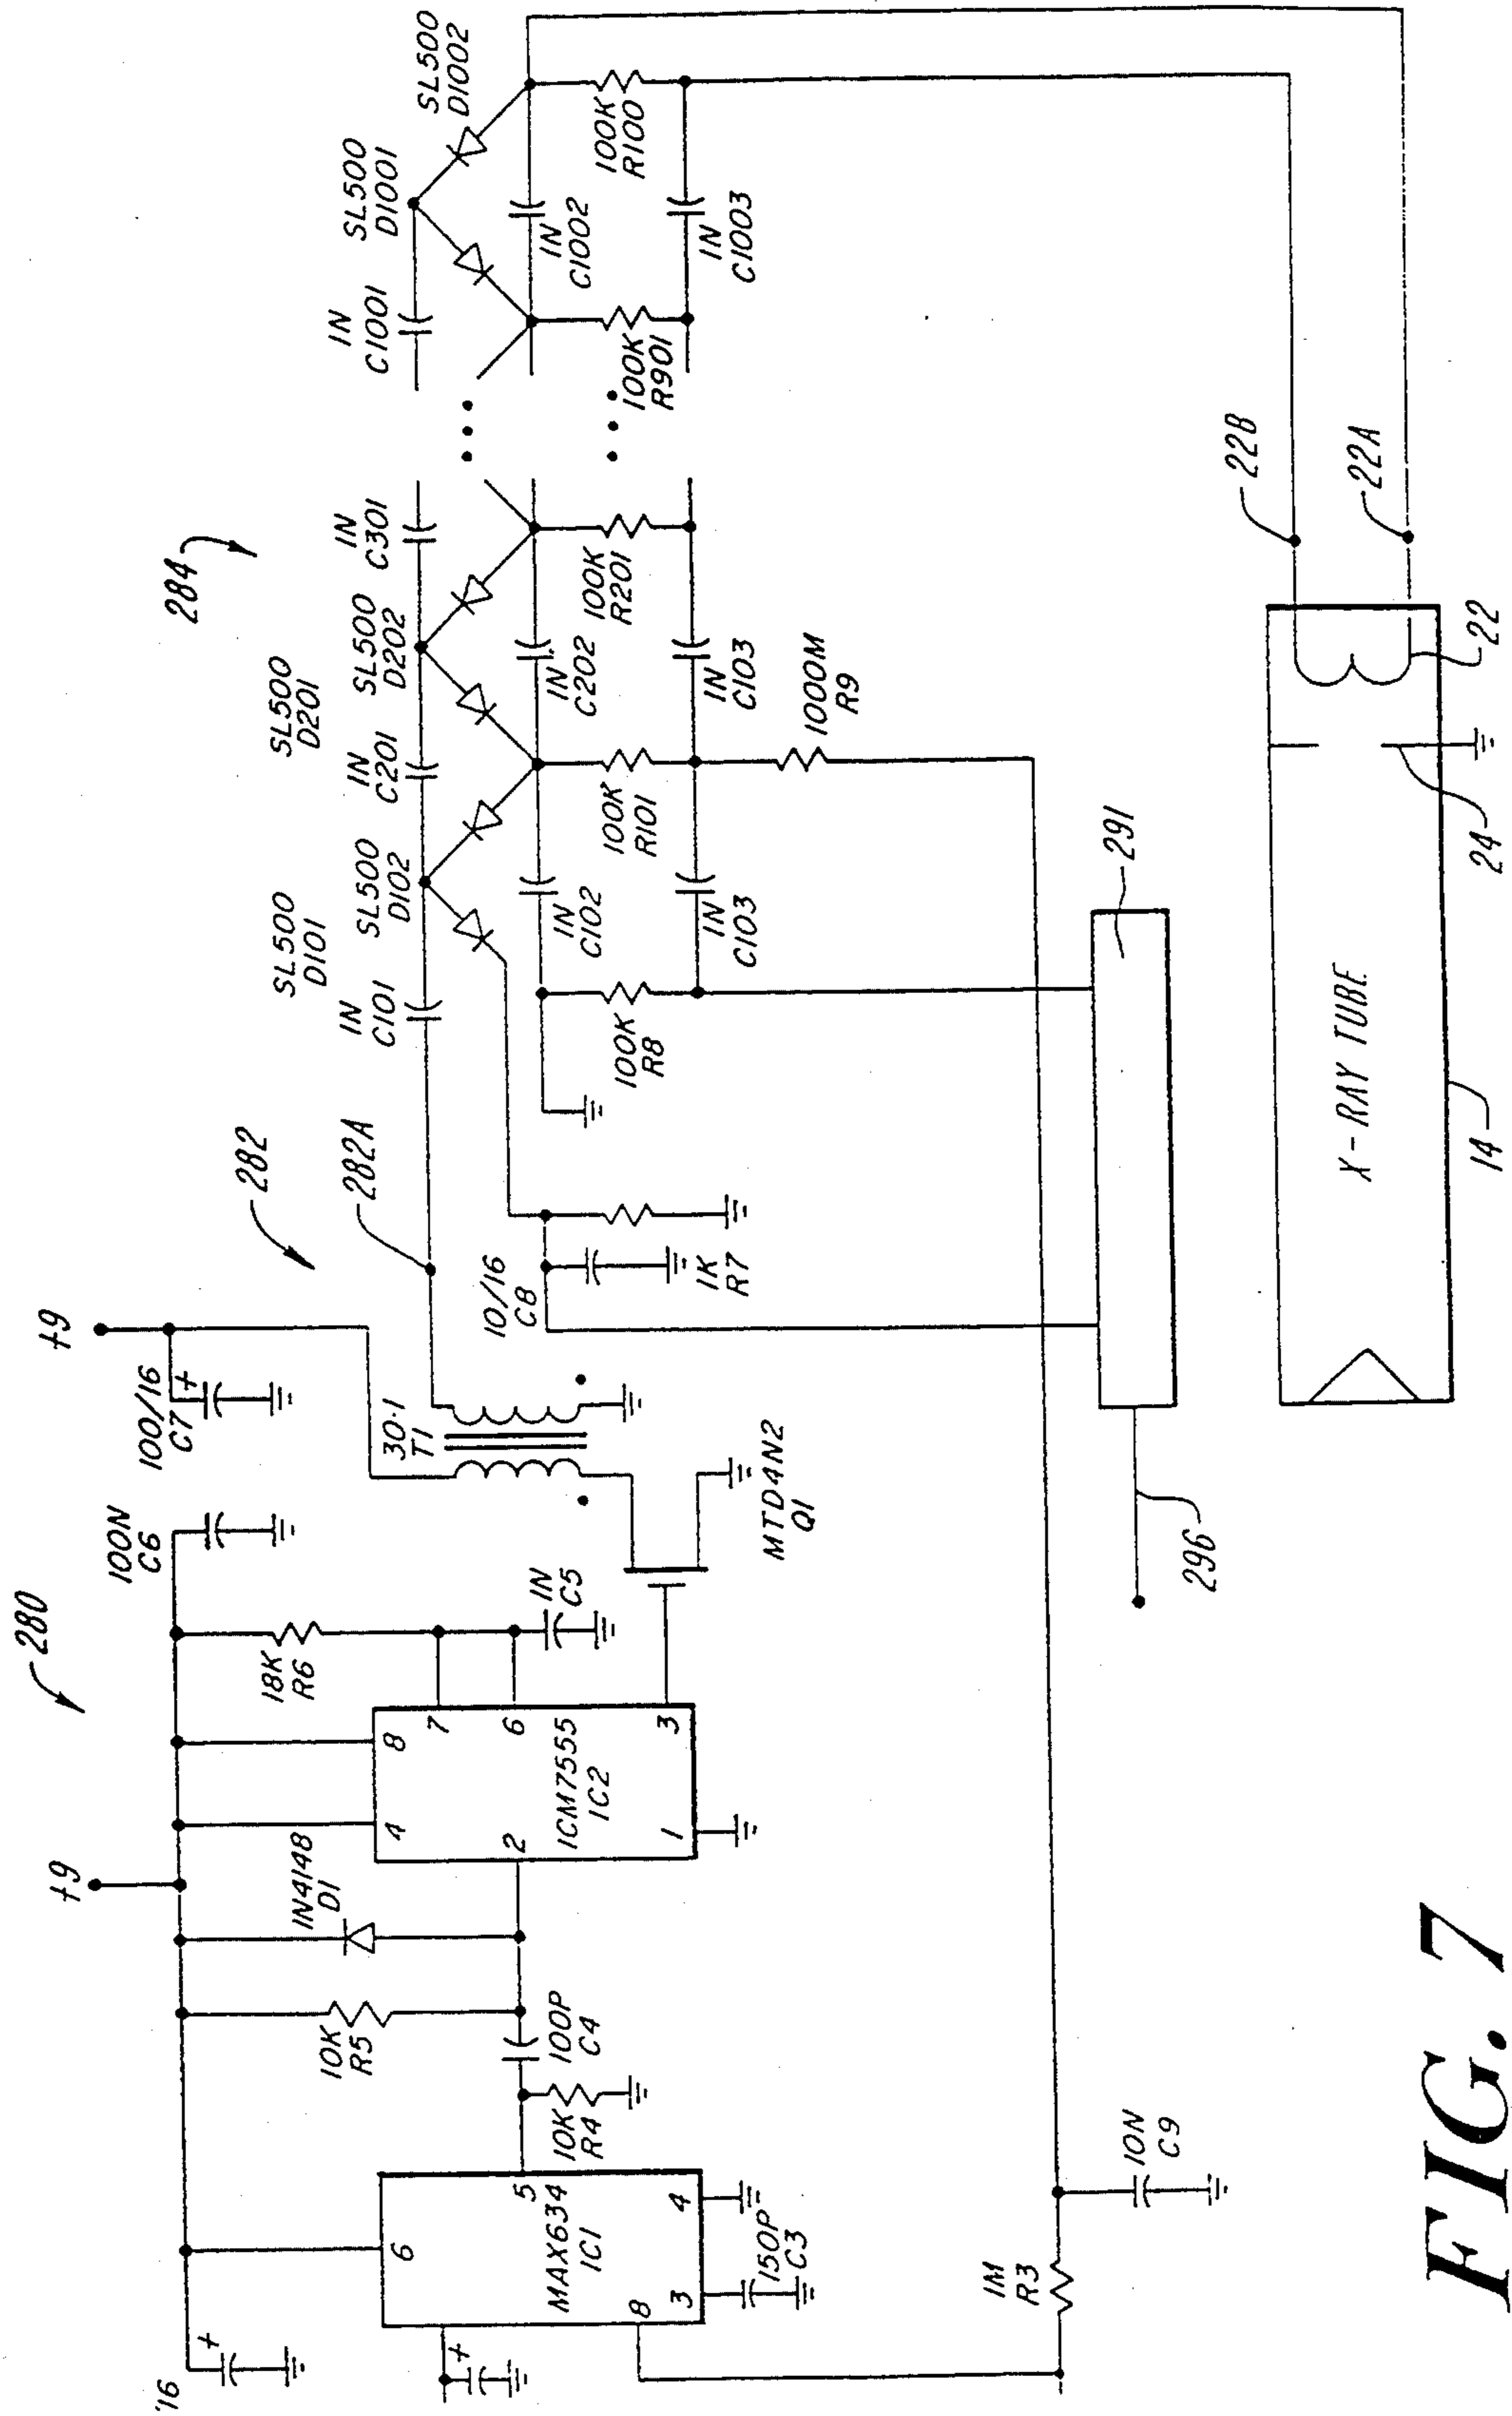 280
282
284
+9
+9
'16
100N
C6
100/16
C7
18K
R6
IN4148
D1
10K
R5
6
MAX634
IC1
5
4
3
8
10K
R4
100P
C4
150P
C3
4
8
7
2
6
ICM7555
IC2
1
3
IN
C5
30:1
T1
MTD4N2
Q1
282A
10/16
C8
1K
R7
IN
C101
SL500
D101
SL500
D102
IN
C201
SL500
D201
SL500
D202
IN
C301
IN
C1001
SL500
D1001
SL500
D1002
IN
C102
IN
C202
IN
C1002
100K
R8
100K
R101
100K
R201
100K
R901
100K
R100
IN
C103
IN
C103
IN
C1003
1000M
R9
1M
R3
10N
C9
291
296
22B
22A
22
24
14
X-RAY TUBE
FIG. 7